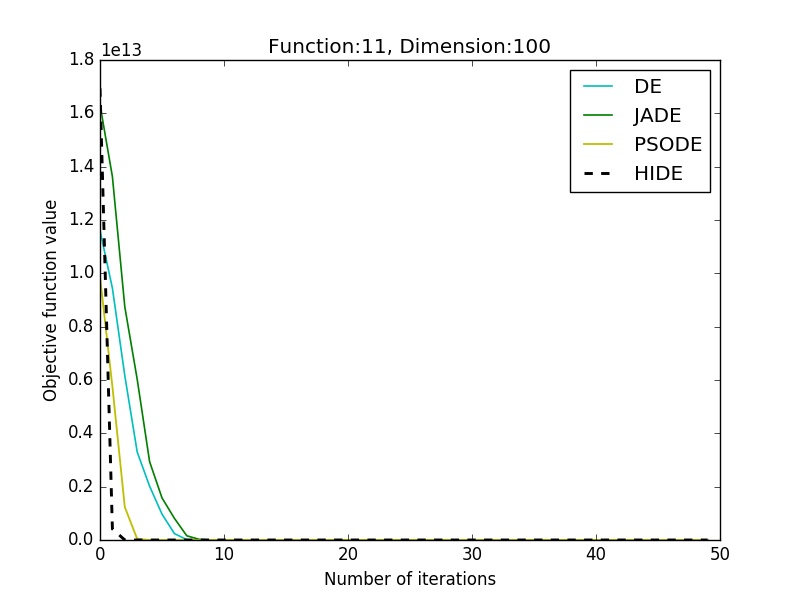 Function:11, Dimension:100
1e13
1.8
1.6
1.4
1.2
1.0
0.8
0.6
0.4
0.2
0.0
Objective function value
DE
JADE
PSODE
HIDE
0 10 20 30 40 50
Number of iterations